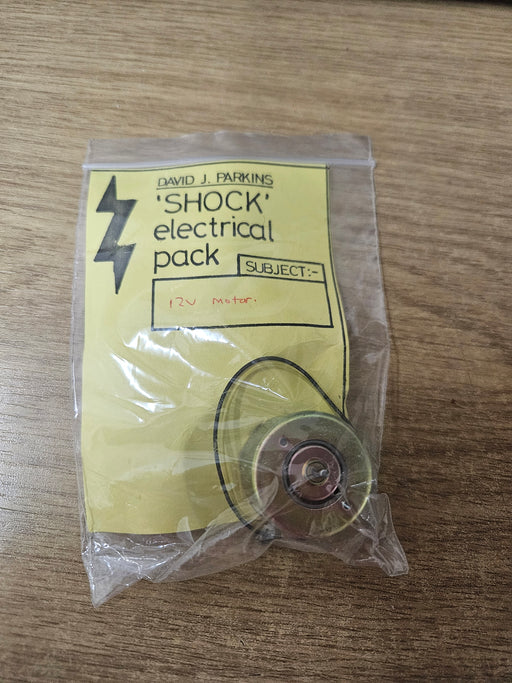 DAVID J. PARKINS
'SHOCK'
electrical
pack
SUBJECT:-
12V Motor.